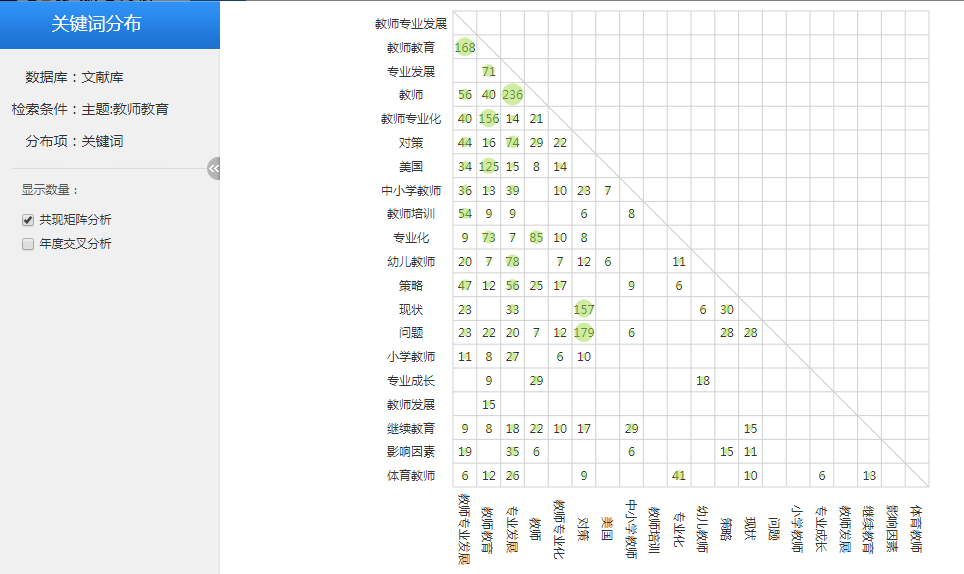 关键词分布
数据库：文献库
检索条件：主题:教师教育
分布项：关键词
显示数量：
共现矩阵分析
年度交叉分析
教师专业发展
教师教育 168
专业发展 71
教师 56 40 236
教师专业化 40 156 14 21
对策 44 16 74 29 22
美国 34 125 15 8 14
中小学教师 36 13 39 10 23 7
教师培训 54 9 9 6 8
专业化 9 73 7 85 10 8
幼儿教师 20 7 78 7 12 6 11
策略 47 12 56 25 17 9 6
现状 23 33 157 6 30
问题 23 22 20 7 12 179 6 28 28
小学教师 11 8 27 6 10
专业成长 9 29 18
教师发展 15
继续教育 9 8 18 22 10 17 29 15
影响因素 19 35 6 6 15 11
体育教师 6 12 26 9 41 10 6 13
教师专业发展
教师教育
专业发展
教师
教师专业化
对策
美国
中小学教师
教师培训
专业化
幼儿教师
策略
现状
问题
小学教师
专业成长
教师发展
继续教育
影响因素
体育教师